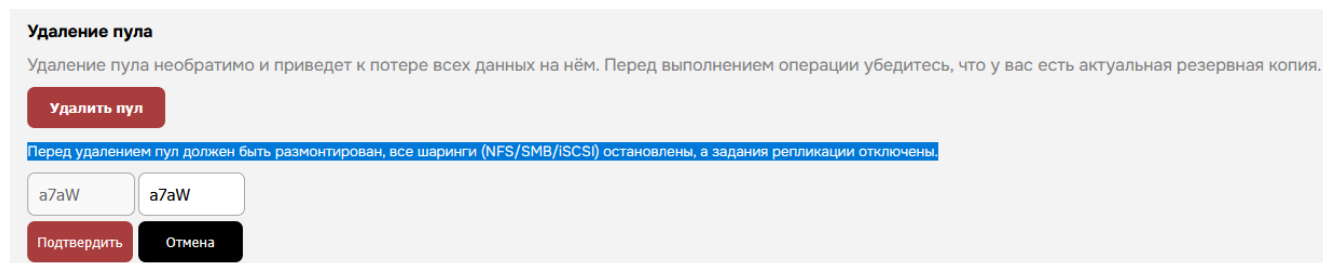 Удаление пула
Удаление пула необратимо и приведет к потере всех данных на нём. Перед выполнением операции убедитесь, что у вас есть актуальная резервная копия.
Удалить пул
Перед удалением пул должен быть размонтирован, все шаринги (NFS/SMB/iSCSI) остановлены, а задания репликации отключены.
a7aW a7aW
Подтвердить Отмена